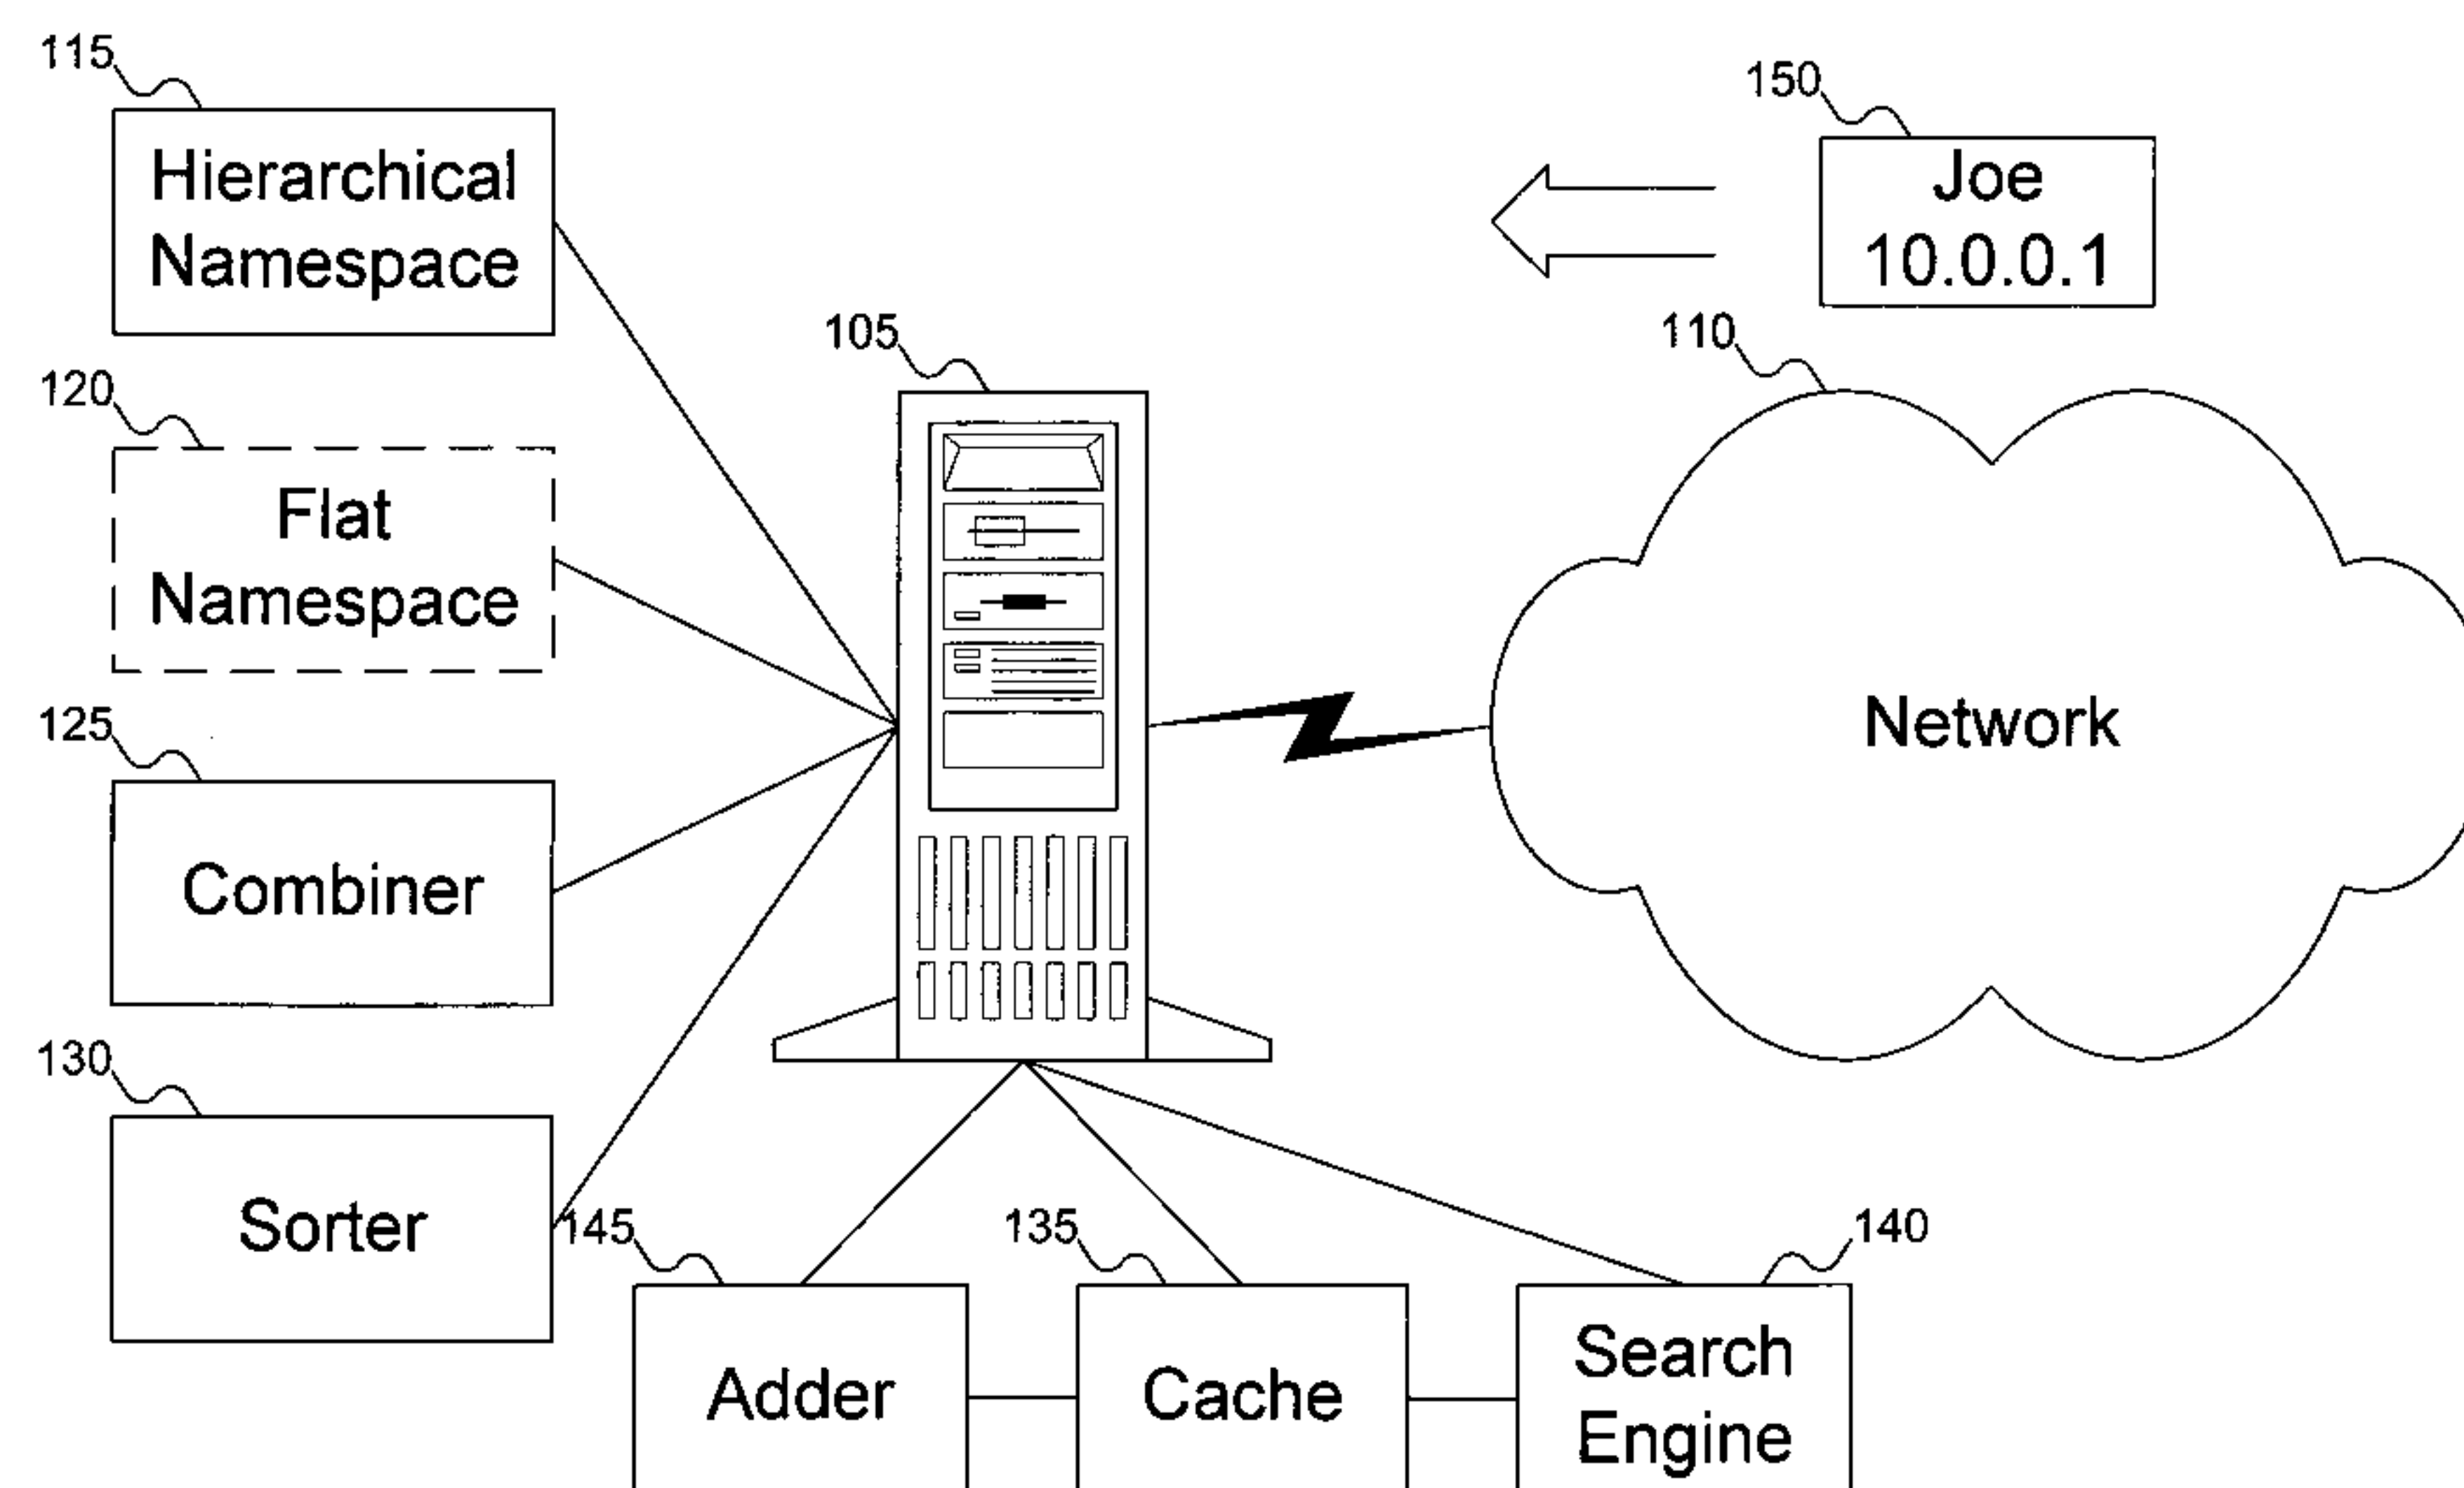 115
Hierarchical
Namespace
150
Joe
10.0.0.1
105
110
120
Flat
Namespace
Network
125
Combiner
130
Sorter
145
135
140
Adder
Cache
Search
Engine